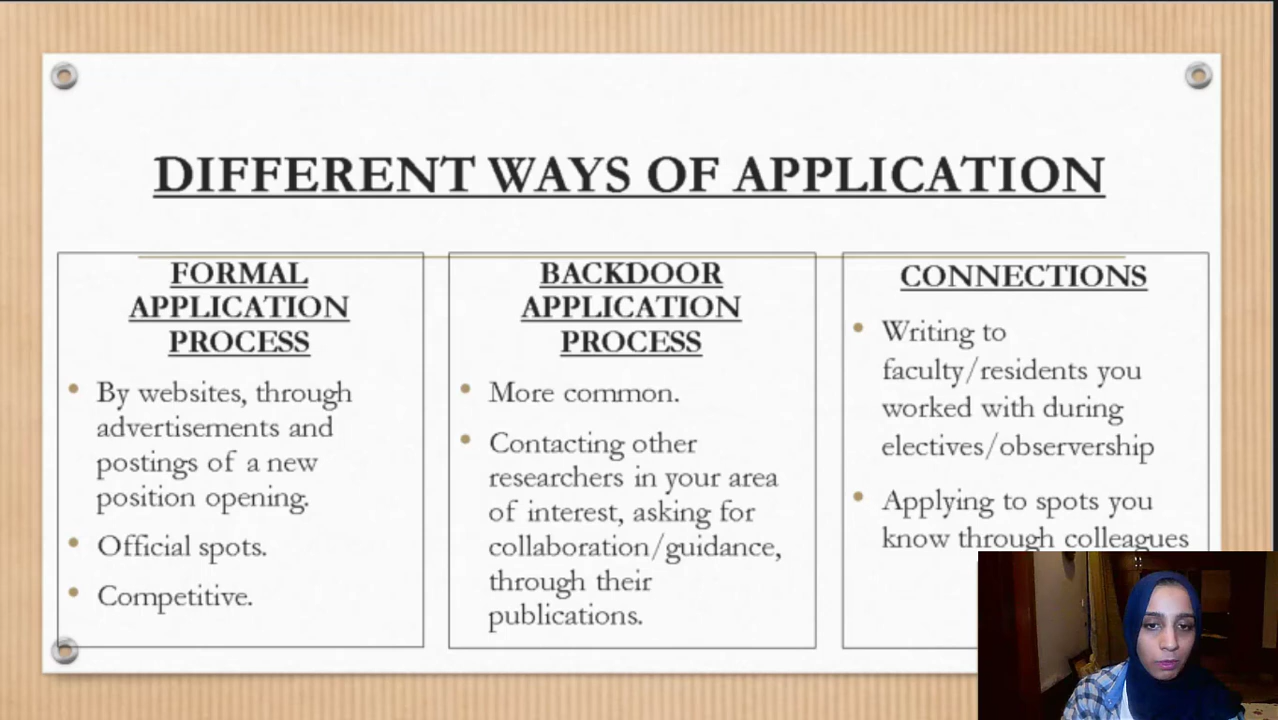 DIFFERENT WAYS OF APPLICATION
FORMAL
APPLICATION
PROCESS
• By websites, through
advertisements and
postings of a new
position opening.
• Official spots.
• Competitive.
BACKDOOR
APPLICATION
PROCESS
• More common.
• Contacting other
researchers in your area
of interest, asking for
collaboration/guidance,
through their
publications.
CONNECTIONS
• Writing to
faculty/residents you
worked with during
electives/observership
• Applying to spots you
know through colleagues